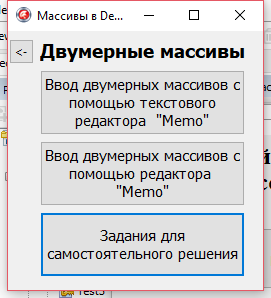 Массивы в De...
<-
Двумерные массивы
Ввод двумерных массивов с
помощью текстового
редактора "Memo"
Ввод двумерных массивов с
помощью редактора
"Memo"
Задания для
самостоятельного решения
Test5